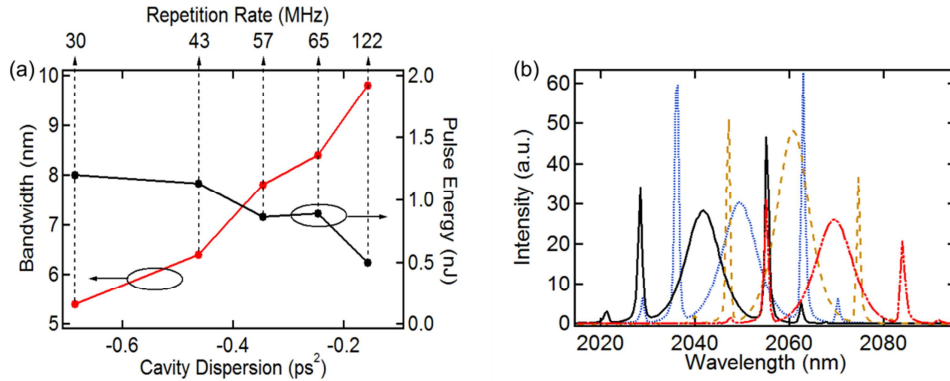 Repetition Rate (MHz)
30 43 57 65 122
(a)
10
9
8
7
6
5
Bandwidth (nm)
2.0
1.5
1.0
0.5
0.0
Pulse Energy (nJ)
-0.6 -0.4 -0.2
Cavity Dispersion (ps²)
(b)
60
50
40
30
20
10
0
Intensity (a.u.)
2020 2040 2060 2080
Wavelength (nm)